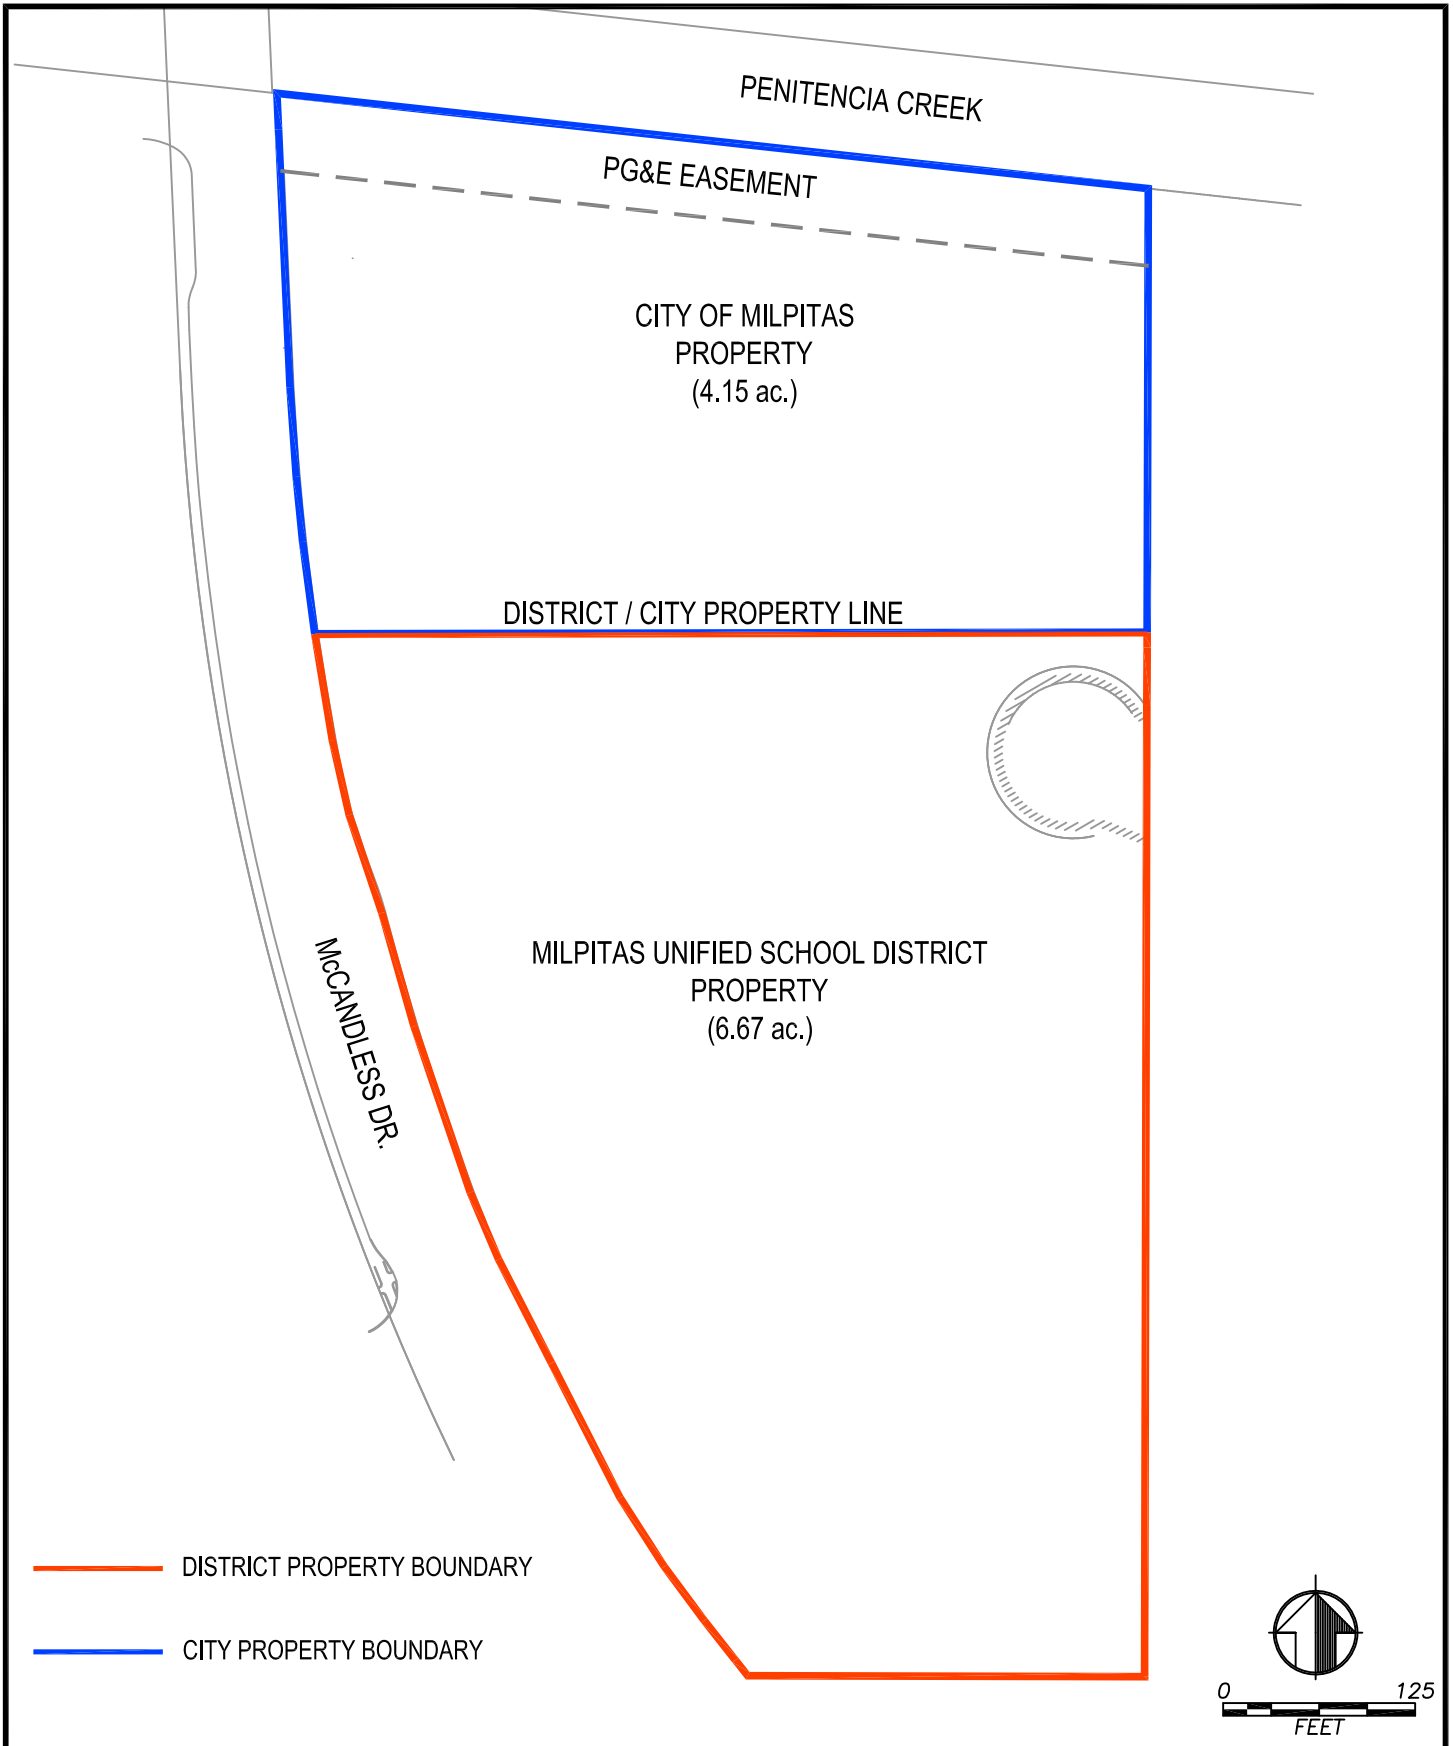 PENITENCIA CREEK
PG&E EASEMENT
CITY OF MILPITAS
PROPERTY
(4.15 ac.)
DISTRICT / CITY PROPERTY LINE
MILPITAS UNIFIED SCHOOL DISTRICT
PROPERTY
(6.67 ac.)
McCANDLESS DR.
DISTRICT PROPERTY BOUNDARY
CITY PROPERTY BOUNDARY
0 125
FEET